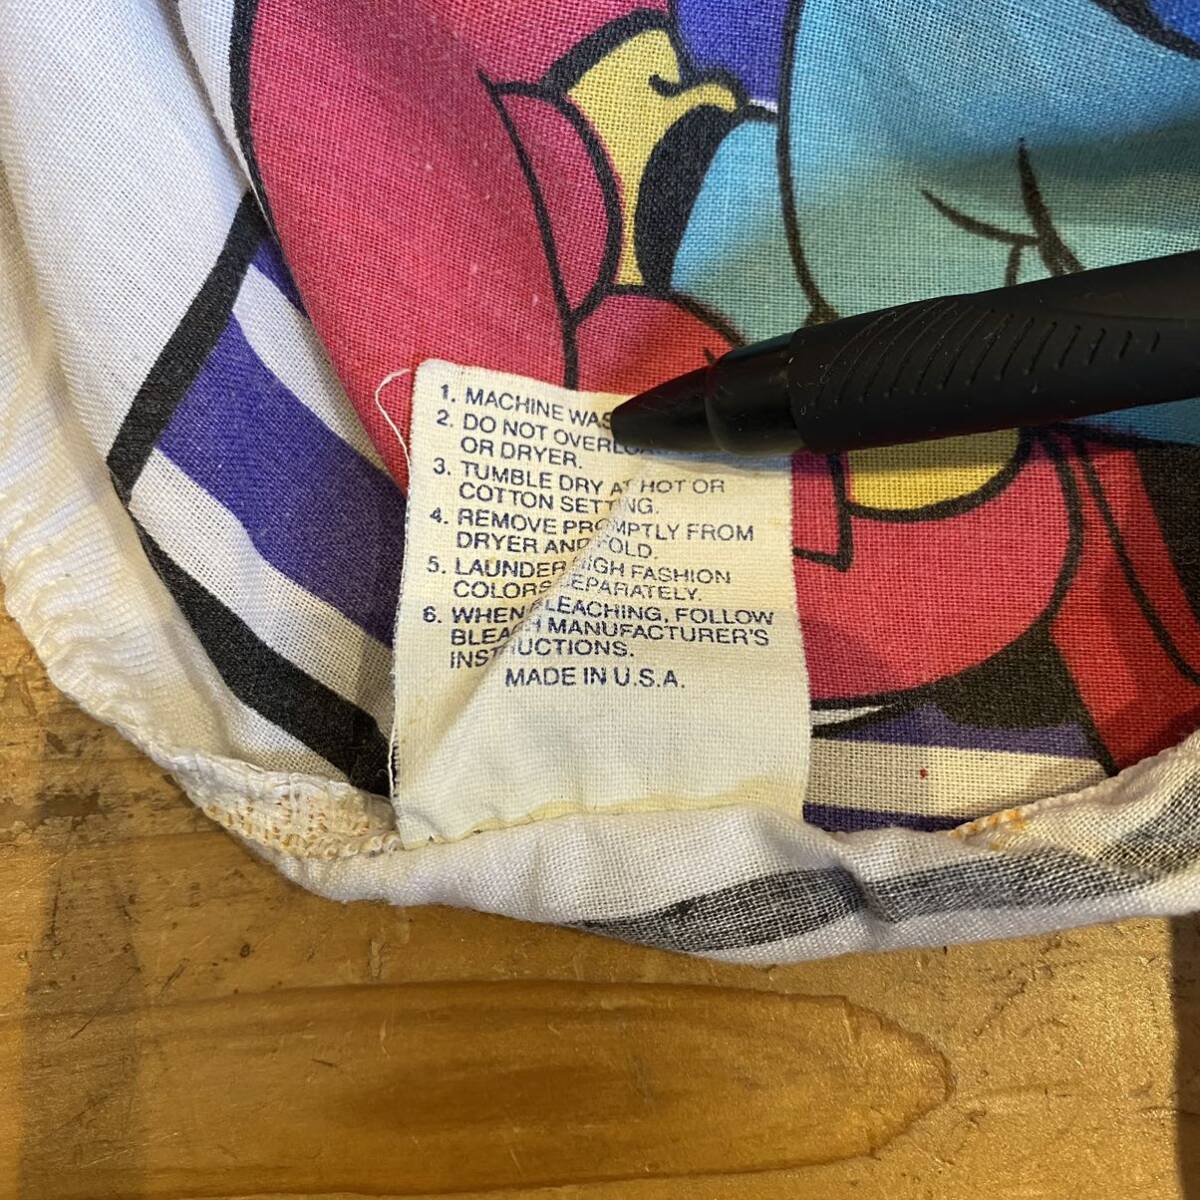 1. MACHINE WAS
2. DO NOT OVERLOA
OR DRYER.
3. TUMBLE DRY AT HOT OR
COTTON SETTING.
4. REMOVE PROMPTLY FROM
DRYER AND FOLD.
5. LAUNDER HIGH FASHION
COLORS SEPARATELY.
6. WHEN BLEACHING, FOLLOW
BLEACH MANUFACTURER'S
INSTRUCTIONS.
MADE IN U.S.A.